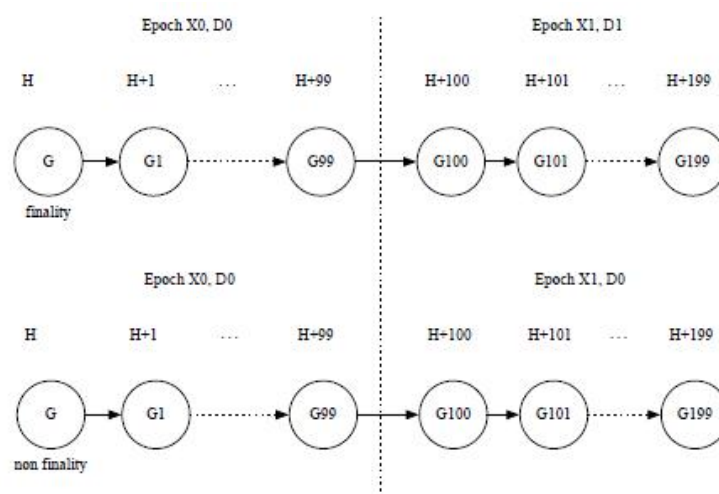 Epoch X0, D0 Epoch X1, D1
H H+1 ... H+99 H+100 H+101 ... H+199
G G1 G99 G100 G101 G199
finality
Epoch X0, D0 Epoch X1, D0
H H+1 ... H+99 H+100 H+101 ... H+199
G G1 G99 G100 G101 G199
non finality